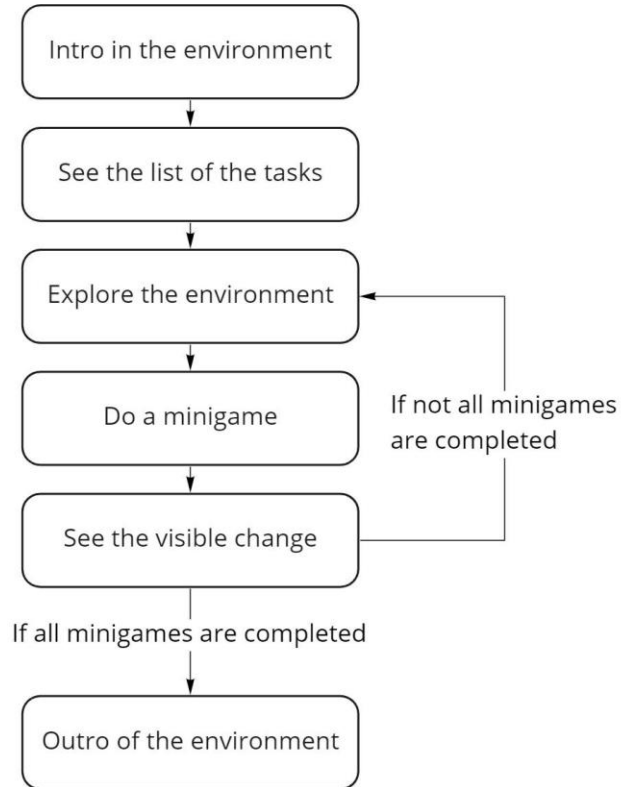 Intro in the environment
See the list of the tasks
Explore the environment
Do a minigame
If not all minigames
are completed
See the visible change
If all minigames are completed
Outro of the environment